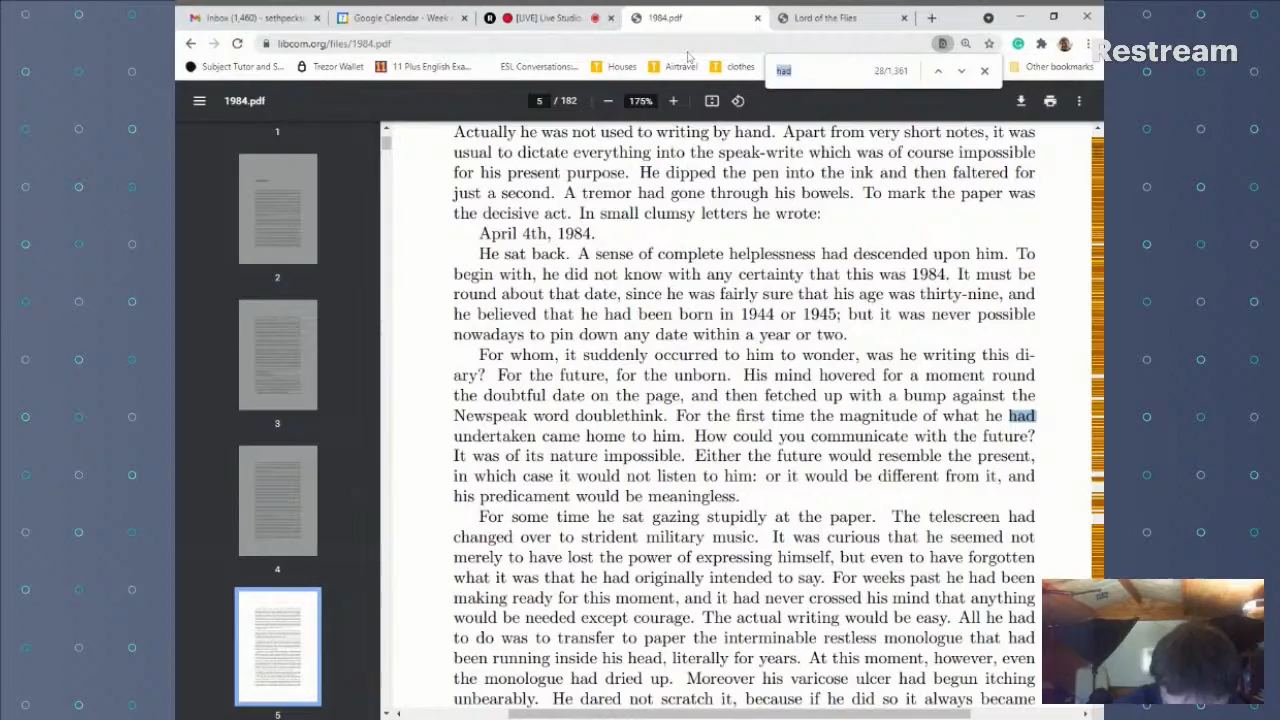 Inbox (1,460) - sethpecks
Google Calendar - Week
[LIVE] Live Studio
1984.pdf
Lord of the Flies
libcom.org/files/1984.pdf
Restream
Subject Tutor and S...
Trezor Wallet
11 Plus English Exa...
ESL Conversations:...
Houses
Airtravel
clothes
had
28/1,361
Other bookmarks
1984.pdf
5 / 182
175%
1
2
3
4
5
Actually he was not used to writing by hand. Apart from very short notes, it was
usual to dictate everything into the speak-write which was of course impossible
for his present purpose. He dipped the pen into the ink and then faltered for
just a second. A tremor had gone through his bowels. To mark the paper was
the decisive act. In small clumsy letters he wrote:
April 4th, 1984.
He sat back. A sense of complete helplessness had descended upon him. To
begin with, he did not know with any certainty that this was 1984. It must be
round about that date, since he was fairly sure that his age was thirty-nine, and
he believed that he had been born in 1944 or 1945; but it was never possible
nowadays to pin down any date within a year or two.
For whom, it suddenly occurred to him to wonder, was he writing this di-
ary? For the future, for the unborn. His mind hovered for a moment round
the doubtful date on the page, and then fetched up with a bump against the
Newspeak word doublethink. For the first time the magnitude of what he had
undertaken came home to him. How could you communicate with the future?
It was of its nature impossible. Either the future would resemble the present,
in which case it would not listen to him: or it would be different from it, and
his predicament would be meaningless.
For some time he sat gazing stupidly at the paper. The telescreen had
changed over to strident military music. It was curious that he seemed not
merely to have lost the power of expressing himself, but even to have forgotten
what it was that he had originally intended to say. For weeks past he had been
making ready for this moment, and it had never crossed his mind that anything
would be needed except courage. The actual writing would be easy. All he had
to do was to transfer to paper the interminable restless monologue that had
been running inside his head, literally for years. At this moment, however, even
the monologue had dried up. Moreover his varicose ulcer had begun itching
unbearably. He dared not scratch it, because if he did so it always became